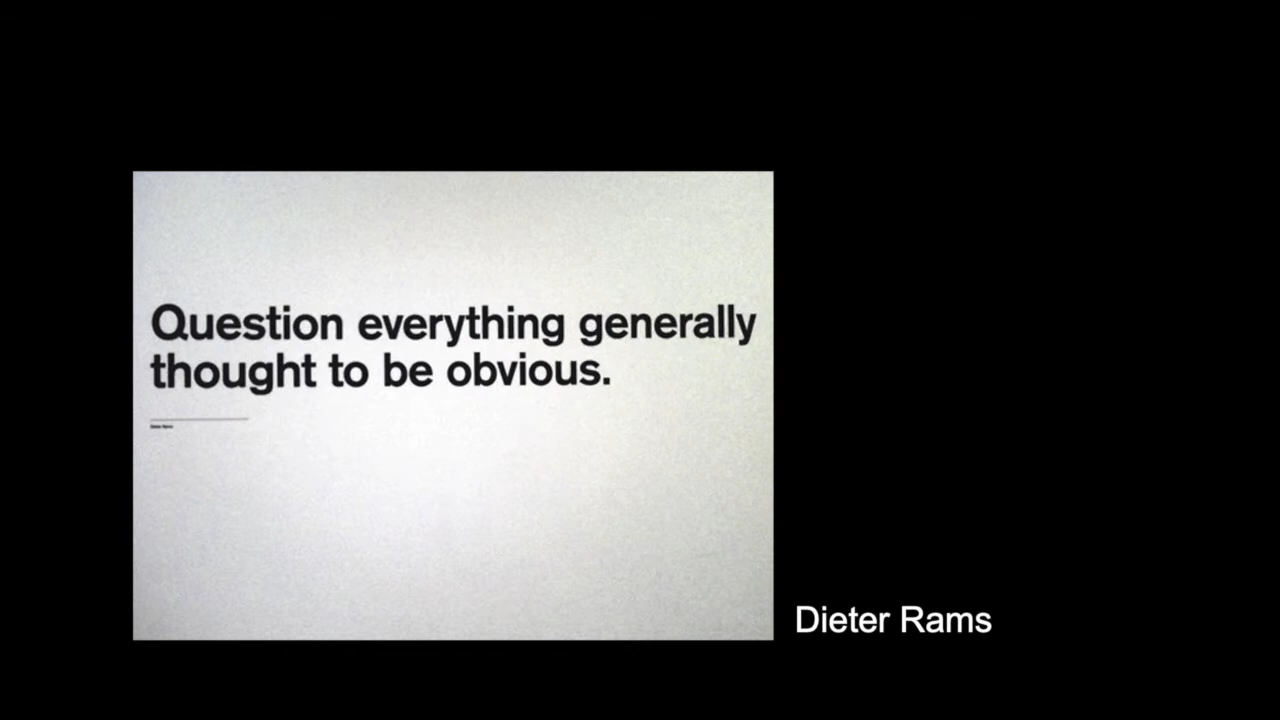 Question everything generally
thought to be obvious.
Dieter Rams